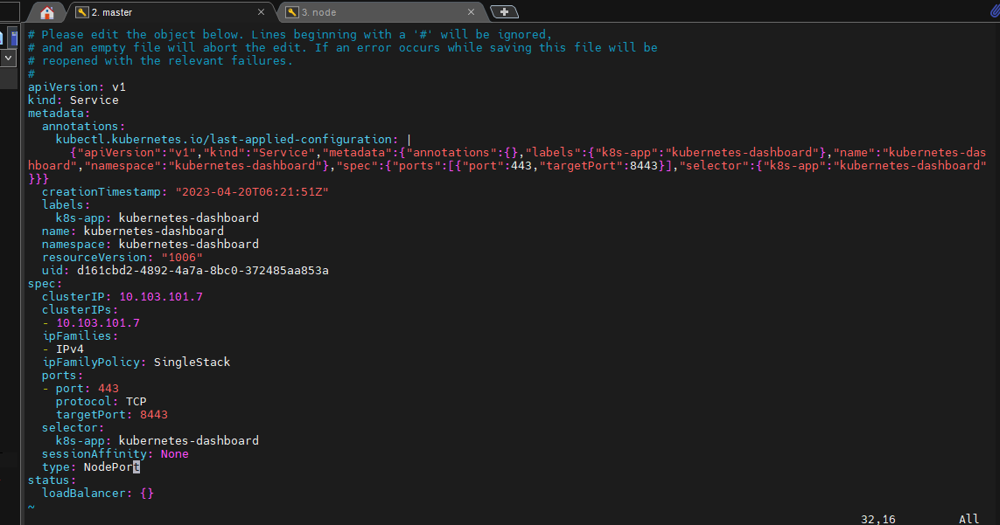 2. master
3. node
# Please edit the object below. Lines beginning with a '#' will be ignored,
# and an empty file will abort the edit. If an error occurs while saving this file will be
# reopened with the relevant failures.
#
apiVersion: v1
kind: Service
metadata:
  annotations:
    kubectl.kubernetes.io/last-applied-configuration: |
      {"apiVersion":"v1","kind":"Service","metadata":{"annotations":{},"labels":{"k8s-app":"kubernetes-dashboard"},"name":"kubernetes-das
hboard","namespace":"kubernetes-dashboard"},"spec":{"ports":[{"port":443,"targetPort":8443}],"selector":{"k8s-app":"kubernetes-dashboard"
}}}
  creationTimestamp: "2023-04-20T06:21:51Z"
  labels:
    k8s-app: kubernetes-dashboard
  name: kubernetes-dashboard
  namespace: kubernetes-dashboard
  resourceVersion: "1006"
  uid: d161cbd2-4892-4a7a-8bc0-372485aa853a
spec:
  clusterIP: 10.103.101.7
  clusterIPs:
  - 10.103.101.7
  ipFamilies:
  - IPv4
  ipFamilyPolicy: SingleStack
  ports:
  - port: 443
    protocol: TCP
    targetPort: 8443
  selector:
    k8s-app: kubernetes-dashboard
  sessionAffinity: None
  type: NodePort
status:
  loadBalancer: {}
~
32,16 All